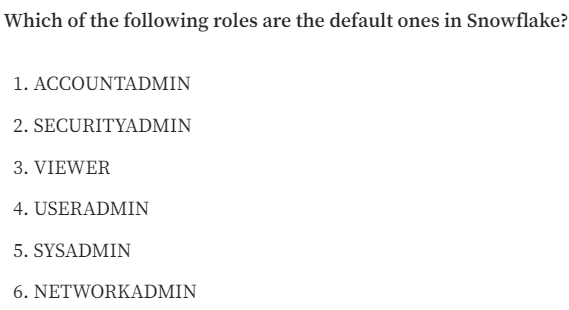 Which of the following roles are the default ones in Snowflake?
1. ACCOUNTADMIN
2. SECURITYADMIN
3. VIEWER
4. USERADMIN
5. SYSADMIN
6. NETWORKADMIN